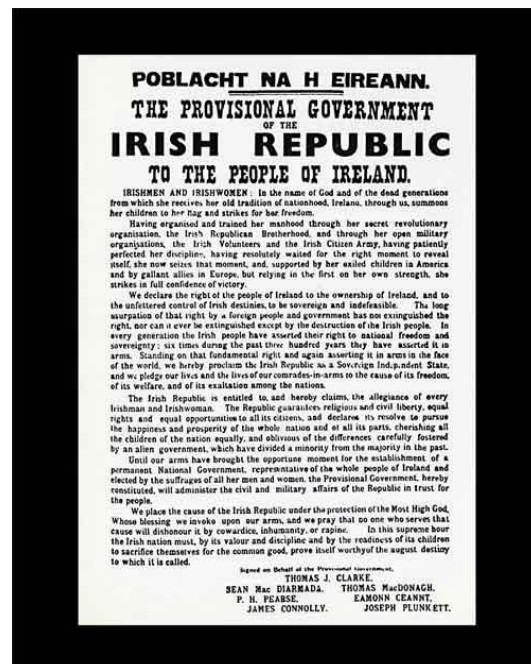 POBLACHT NA H EIREANN.
THE PROVISIONAL GOVERNMENT
OF THE
IRISH REPUBLIC
TO THE PEOPLE OF IRELAND.
IRISHMEN AND IRISHWOMEN: In the name of God and of the dead generations
from which she receives her old tradition of nationhood, Ireland, through us, summons
her children to her flag and strikes for her freedom.
Having organised and trained her manhood through her secret revolutionary
organisation, the Irish Republican Brotherhood, and through her open military
organisations, the Irish Volunteers and the Irish Citizen Army, having patiently
perfected her discipline, having resolutely waited for the right moment to reveal
itself, she now seizes that moment, and, supported by her exiled children in America
and by gallant allies in Europe, but relying in the first on her own strength, she
strikes in full confidence of victory.
We declare the right of the people of Ireland to the ownership of Ireland, and to
the unfettered control of Irish destinies, to be sovereign and indefeasible. The long
usurpation of that right by a foreign people and government has not extinguished the
right, nor can it ever be extinguished except by the destruction of the Irish people. In
every generation the Irish people have asserted their right to national freedom and
sovereignty; six times during the past three hundred years they have asserted it in
arms. Standing on that fundamental right and again asserting it in arms in the face
of the world, we hereby proclaim the Irish Republic as a Sovereign Independent State,
and we pledge our lives and the lives of our comrades-in-arms to the cause of its freedom,
of its welfare, and of its exaltation among the nations.
The Irish Republic is entitled to, and hereby claims, the allegiance of every
Irishman and Irishwoman. The Republic guarantees religious and civil liberty, equal
rights and equal opportunities to all its citizens, and declares its resolve to pursue
the happiness and prosperity of the whole nation and of all its parts, cherishing all
the children of the nation equally, and oblivious of the differences carefully fostered
by an alien government, which have divided a minority from the majority in the past.
Until our arms have brought the opportune moment for the establishment of a
permanent National Government, representative of the whole people of Ireland and
elected by the suffrages of all her men and women, the Provisional Government, hereby
constituted, will administer the civil and military affairs of the Republic in trust for
the people.
We place the cause of the Irish Republic under the protection of the Most High God,
Whose blessing we invoke upon our arms, and we pray that no one who serves that
cause will dishonour it by cowardice, inhumanity, or rapine. In this supreme hour
the Irish nation must, by its valour and discipline and by the readiness of its children
to sacrifice themselves for the common good, prove itself worthy of the august destiny
to which it is called.
Signed on Behalf of the Provisional Government,
THOMAS J. CLARKE,
SEAN Mac DIARMADA, THOMAS MacDONAGH,
P. H. PEARSE, EAMONN CEANNT,
JAMES CONNOLLY, JOSEPH PLUNKETT.